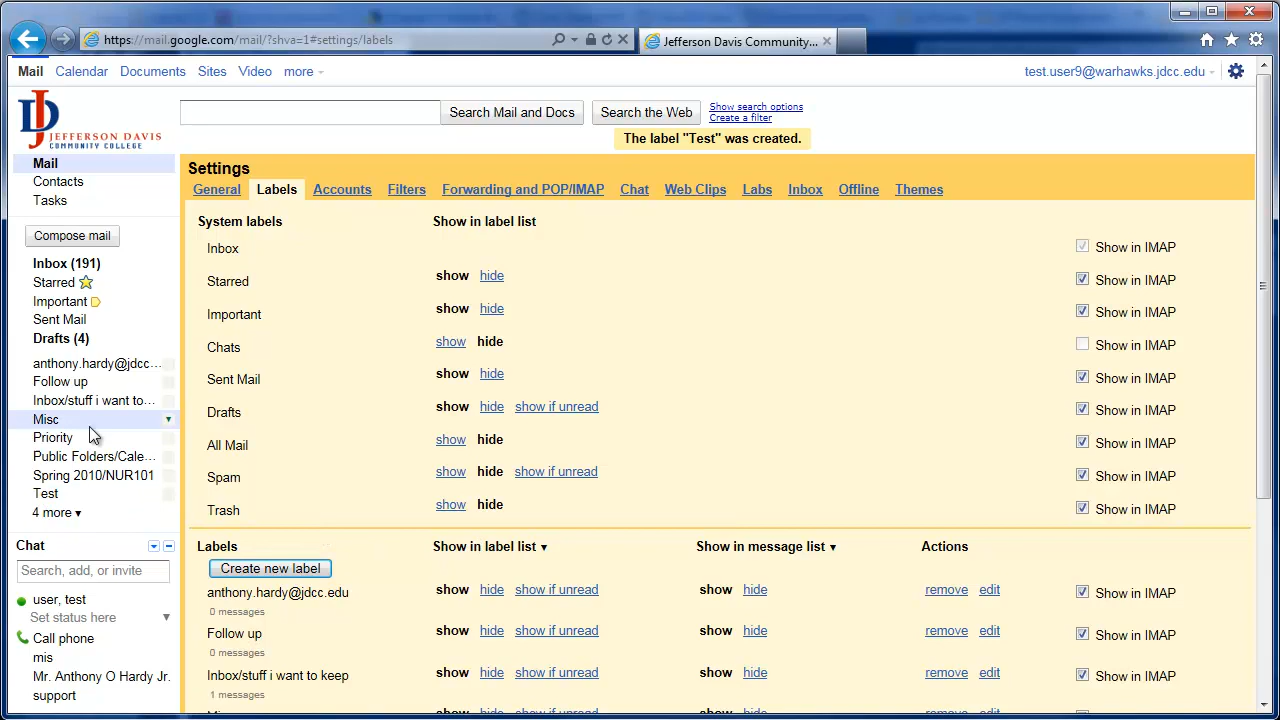 https://mail.google.com/mail/?shva=1#settings/labels
Jefferson Davis Community...
Mail Calendar Documents Sites Video more
test.user9@warhawks.jdcc.edu
JEFFERSON DAVIS
COMMUNITY COLLEGE
Search Mail and Docs
Search the Web
Show search options
Create a filter
The label "Test" was created.
Mail
Contacts
Tasks
Compose mail
Inbox (191)
Starred
Important
Sent Mail
Drafts (4)
anthony.hardy@jdcc...
Follow up
Inbox/stuff i want to...
Misc
Priority
Public Folders/Cale...
Spring 2010/NUR101
Test
4 more
Chat
Search, add, or invite
user, test
Set status here
Call phone
mis
Mr. Anthony O Hardy Jr.
support
Settings
General Labels Accounts Filters Forwarding and POP/IMAP Chat Web Clips Labs Inbox Offline Themes
System labels Show in label list
Inbox Show in IMAP
Starred show hide Show in IMAP
Important show hide Show in IMAP
Chats show hide Show in IMAP
Sent Mail show hide Show in IMAP
Drafts show hide show if unread Show in IMAP
All Mail show hide Show in IMAP
Spam show hide show if unread Show in IMAP
Trash show hide Show in IMAP
Labels Show in label list Show in message list Actions
Create new label
anthony.hardy@jdcc.edu show hide show if unread show hide remove edit Show in IMAP
0 messages
Follow up show hide show if unread show hide remove edit Show in IMAP
0 messages
Inbox/stuff i want to keep show hide show if unread show hide remove edit Show in IMAP
1 messages